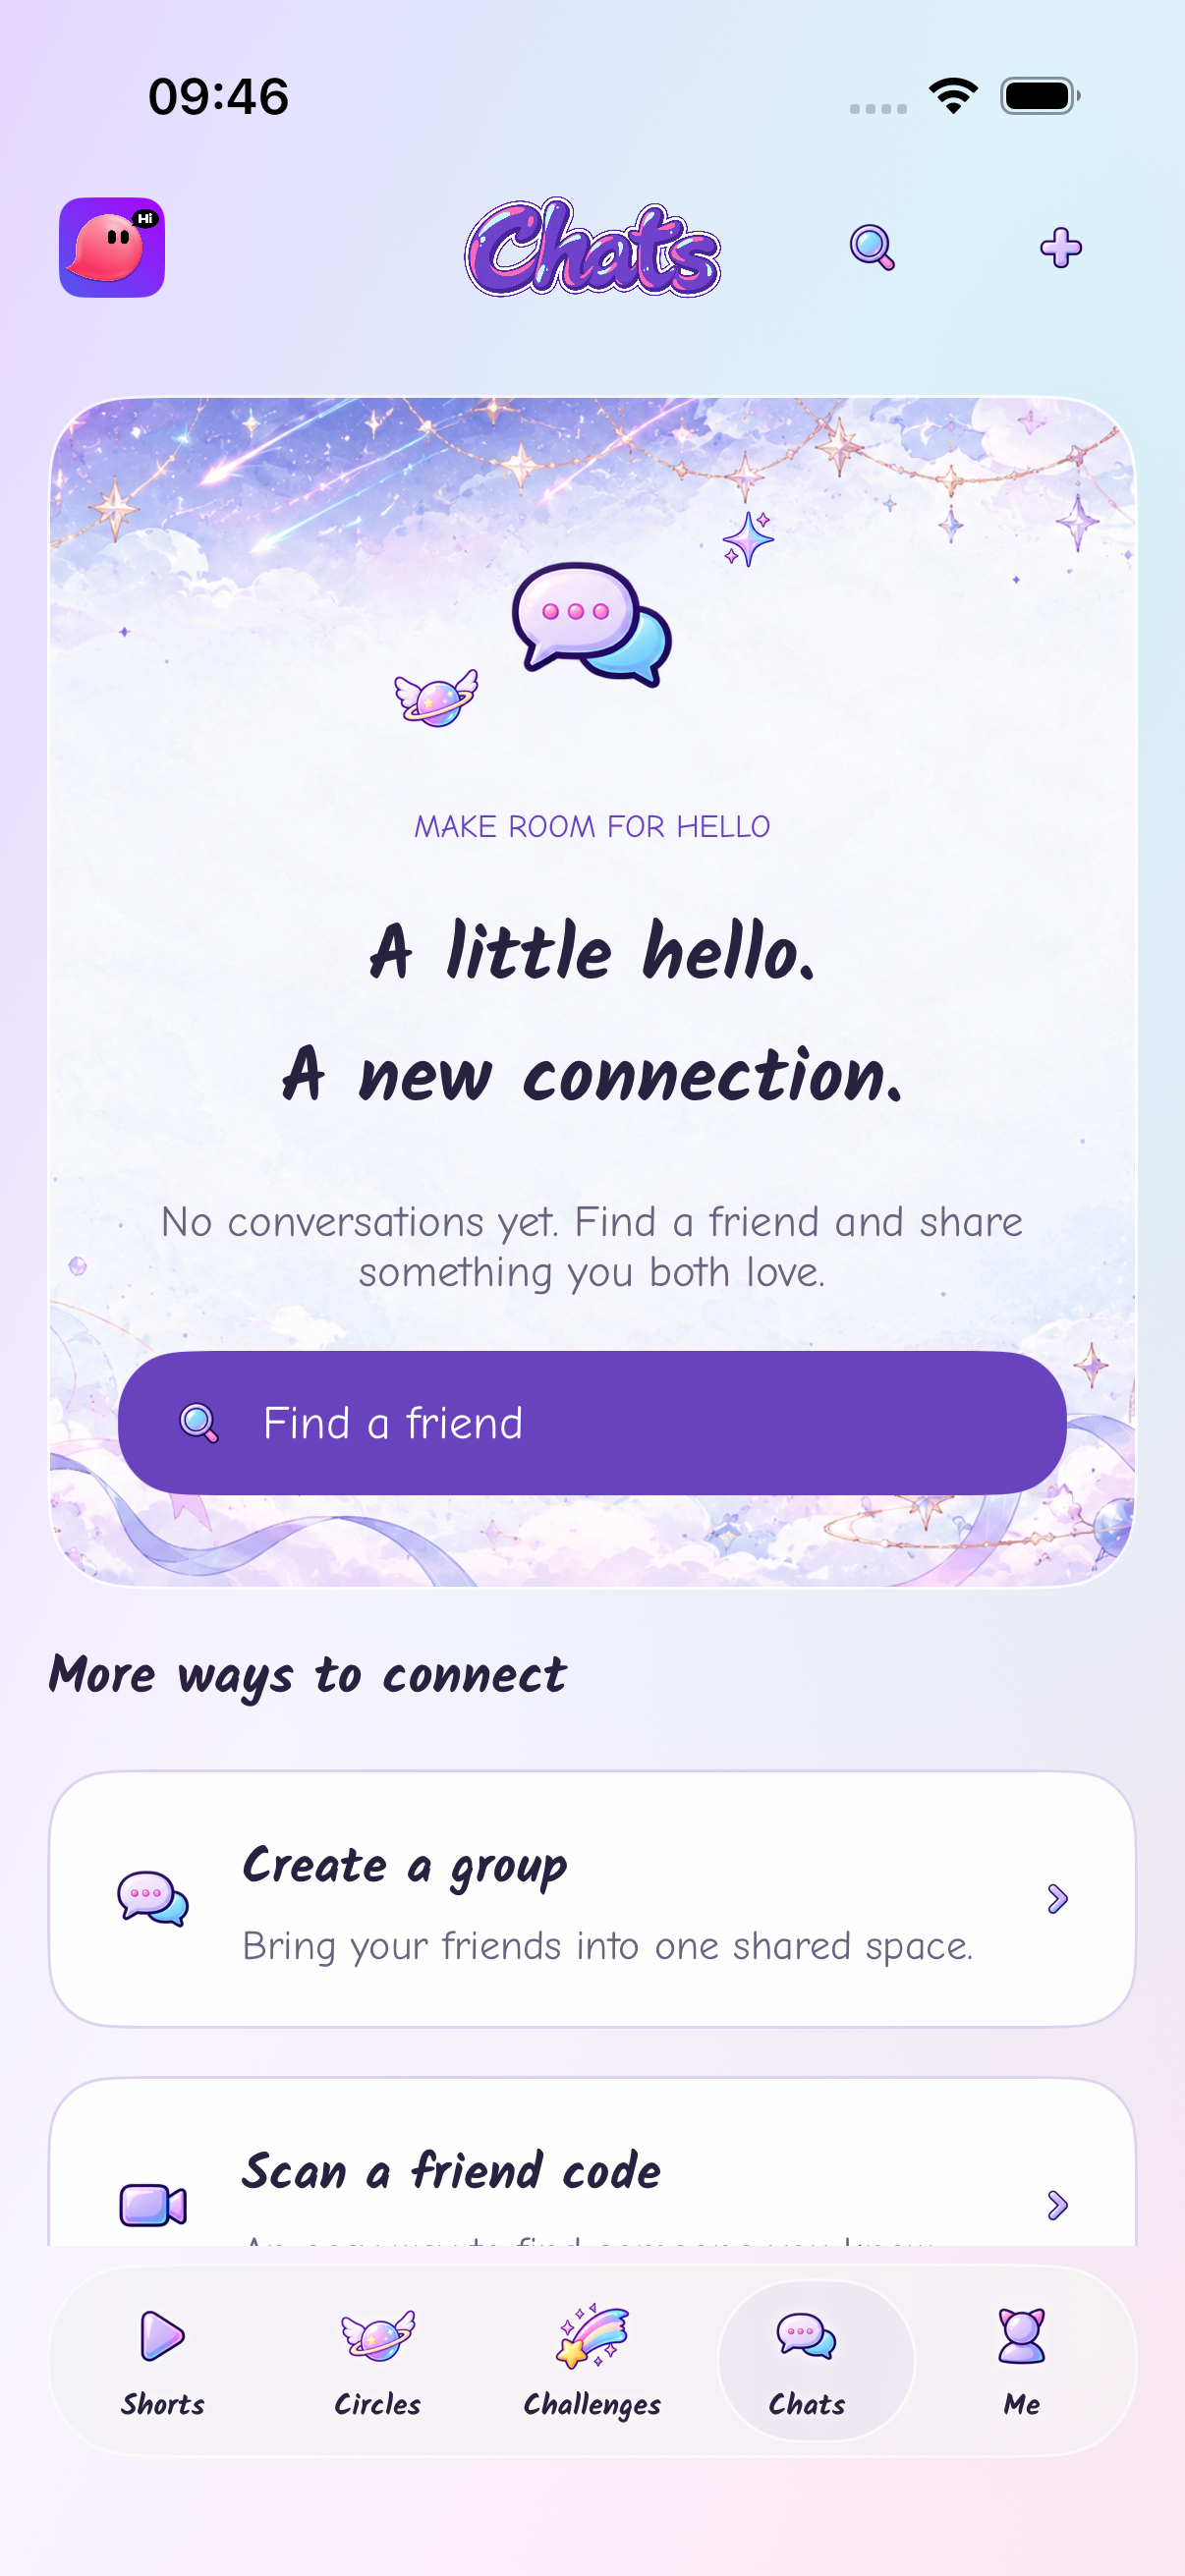 09:46
Hi
Chats
MAKE ROOM FOR HELLO
A little hello.
A new connection.
No conversations yet. Find a friend and share
something you both love.
Find a friend
More ways to connect
Create a group
Bring your friends into one shared space.
Scan a friend code
Shorts
Circles
Challenges
Chats
Me